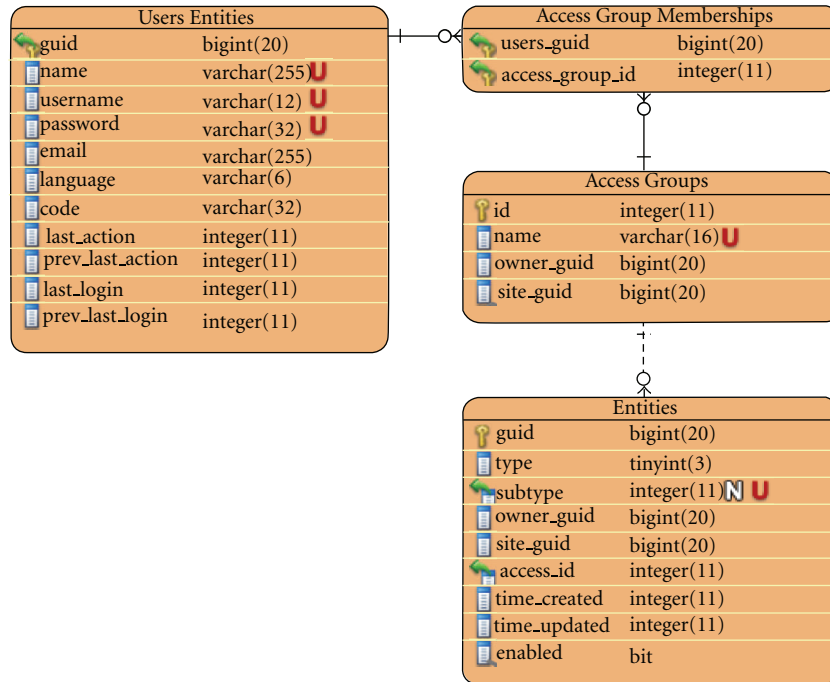 Users Entities
guid bigint(20)
name varchar(255) U
username varchar(12) U
password varchar(32) U
email varchar(255)
language varchar(6)
code varchar(32)
last_action integer(11)
prev_last_action integer(11)
last_login integer(11)
prev_last_login integer(11)
Access Group Memberships
users_guid bigint(20)
access_group_id integer(11)
Access Groups
id integer(11)
name varchar(16) U
owner_guid bigint(20)
site_guid bigint(20)
Entities
guid bigint(20)
type tinyint(3)
subtype integer(11) N U
owner_guid bigint(20)
site_guid bigint(20)
access_id integer(11)
time_created integer(11)
time_updated integer(11)
enabled bit